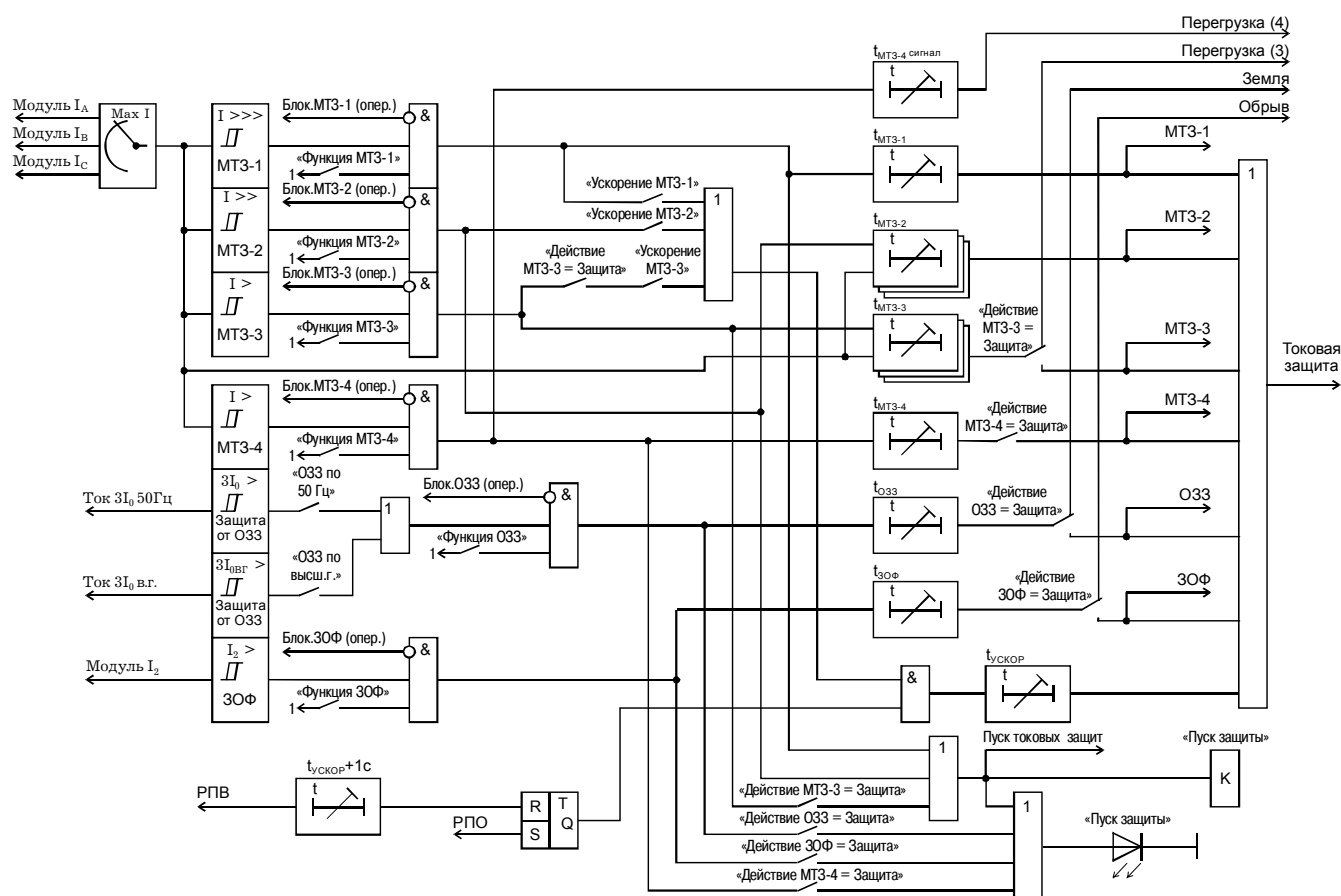 Перегрузка (4)
Перегрузка (3)
Земля
Обрыв
tМТЗ-4 сигнал
t
Модуль IA
Модуль IB
Модуль IC
Max I
I >>>
МТЗ-1
Блок.МТЗ-1 (опер.)
&
«Функция МТЗ-1»
1
I >>
МТЗ-2
Блок.МТЗ-2 (опер.)
&
«Функция МТЗ-2»
1
I >
МТЗ-3
Блок.МТЗ-3 (опер.)
&
«Функция МТЗ-3»
1
«Ускорение МТЗ-1»
«Ускорение МТЗ-2»
«Действие
МТЗ-3 = Защита»
«Ускорение
МТЗ-3»
1
tМТЗ-1
t
МТЗ-1
tМТЗ-2
t
МТЗ-2
tМТЗ-3
t
«Действие
МТЗ-3 =
Защита»
МТЗ-3
1
Токовая
защита
I >
МТЗ-4
Блок.МТЗ-4 (опер.)
&
«Функция МТЗ-4»
1
tМТЗ-4
t
«Действие
МТЗ-4 = Защита»
МТЗ-4
Ток 3I0 50Гц
3I0 >
Защита
от ОЗЗ
«ОЗЗ по
50 Гц»
1
Блок.ОЗЗ (опер.)
&
«Функция ОЗЗ»
1
tОЗЗ
t
«Действие
ОЗЗ = Защита»
ОЗЗ
Ток 3I0 в.г.
3I0ВГ >
Защита
от ОЗЗ
«ОЗЗ по
высш.г.»
tЗОФ
t
«Действие
ЗОФ = Защита»
ЗОФ
Модуль I2
I2 >
ЗОФ
Блок.ЗОФ (опер.)
&
«Функция ЗОФ»
1
&
tУСКОР
t
РПВ
tУСКОР+1с
t
РПО
R
S
T
Q
1
Пуск токовых защит
«Пуск защиты»
K
«Действие МТЗ-3 = Защита»
«Действие ОЗЗ = Защита»
«Действие ЗОФ = Защита»
«Действие МТЗ-4 = Защита»
1
«Пуск защиты»